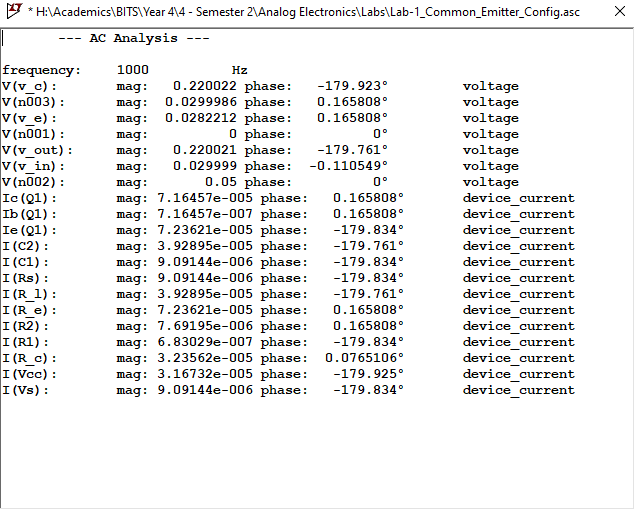 * H:\Academics\BITS\Year 4\4 - Semester 2\Analog Electronics\Labs\Lab-1_Common_Emitter_Config.asc
--- AC Analysis ---
frequency: 1000 Hz
V(v_c): mag: 0.220022 phase: -179.923° voltage
V(n003): mag: 0.0299986 phase: 0.165808° voltage
V(v_e): mag: 0.0282212 phase: 0.165808° voltage
V(n001): mag: 0 phase: 0° voltage
V(v_out): mag: 0.220021 phase: -179.761° voltage
V(v_in): mag: 0.029999 phase: -0.110549° voltage
V(n002): mag: 0.05 phase: 0° voltage
Ic(Q1): mag: 7.16457e-005 phase: 0.165808° device_current
Ib(Q1): mag: 7.16457e-007 phase: 0.165808° device_current
Ie(Q1): mag: 7.23621e-005 phase: -179.834° device_current
I(C2): mag: 3.92895e-005 phase: -179.761° device_current
I(C1): mag: 9.09144e-006 phase: -179.834° device_current
I(Rs): mag: 9.09144e-006 phase: -179.834° device_current
I(R_l): mag: 3.92895e-005 phase: -179.761° device_current
I(R_e): mag: 7.23621e-005 phase: 0.165808° device_current
I(R2): mag: 7.69195e-006 phase: 0.165808° device_current
I(R1): mag: 6.83029e-007 phase: -179.834° device_current
I(R_c): mag: 3.23562e-005 phase: 0.0765106° device_current
I(Vcc): mag: 3.16732e-005 phase: -179.925° device_current
I(Vs): mag: 9.09144e-006 phase: -179.834° device_current